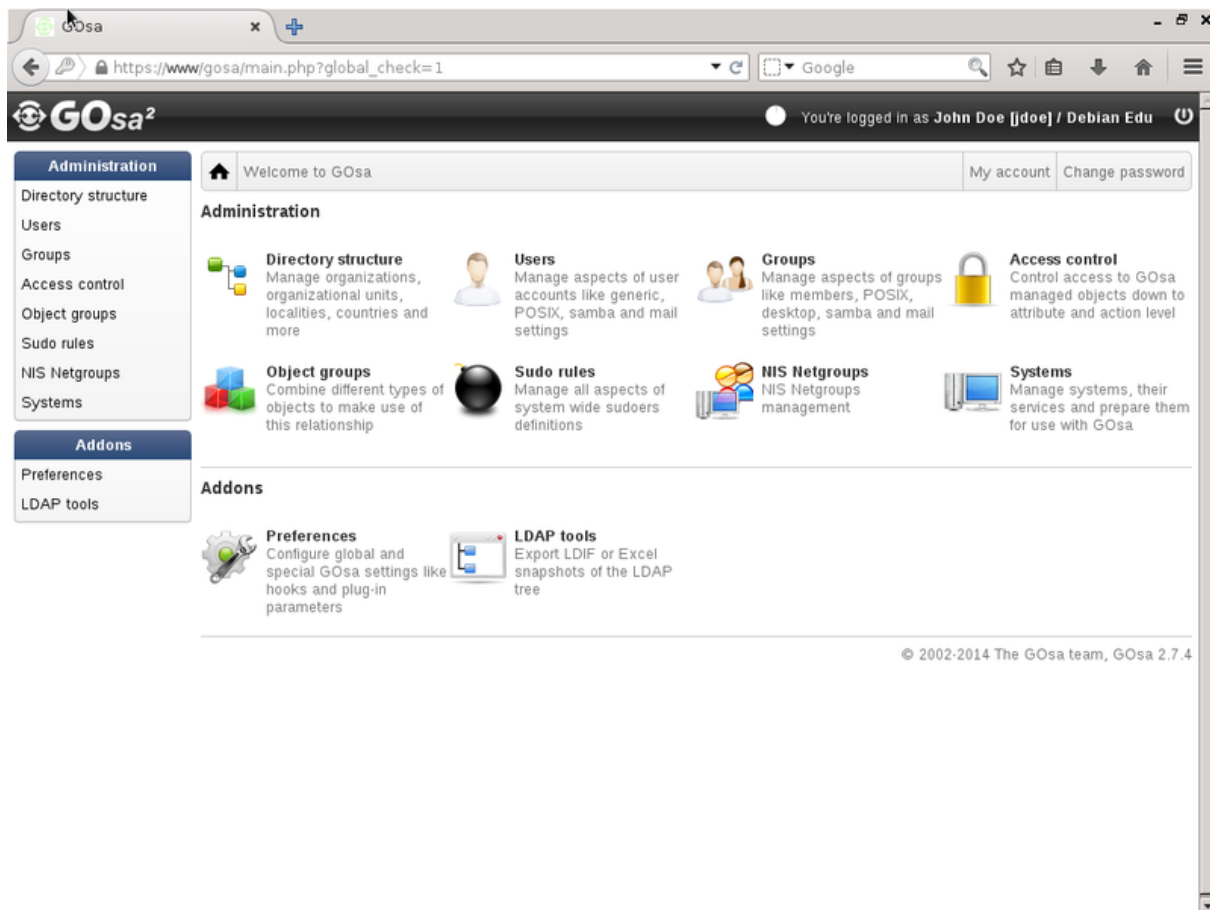 GOsa
https://www/gosa/main.php?global_check=1
Google
GOsa²
You're logged in as John Doe [jdoe] / Debian Edu
Administration
Directory structure
Users
Groups
Access control
Object groups
Sudo rules
NIS Netgroups
Systems
Addons
Preferences
LDAP tools
Welcome to GOsa
My account
Change password
Administration
Directory structure
Manage organizations,
organizational units,
localities, countries and
more
Users
Manage aspects of user
accounts like generic,
POSIX, samba and mail
settings
Groups
Manage aspects of groups
like members, POSIX,
desktop, samba and mail
settings
Access control
Control access to GOsa
managed objects down to
attribute and action level
Object groups
Combine different types of
objects to make use of
this relationship
Sudo rules
Manage all aspects of
system wide sudoers
definitions
NIS Netgroups
NIS Netgroups
management
Systems
Manage systems, their
services and prepare them
for use with GOsa
Addons
Preferences
Configure global and
special GOsa settings like
hooks and plug-in
parameters
LDAP tools
Export LDIF or Excel
snapshots of the LDAP
tree
© 2002-2014 The GOsa team, GOsa 2.7.4